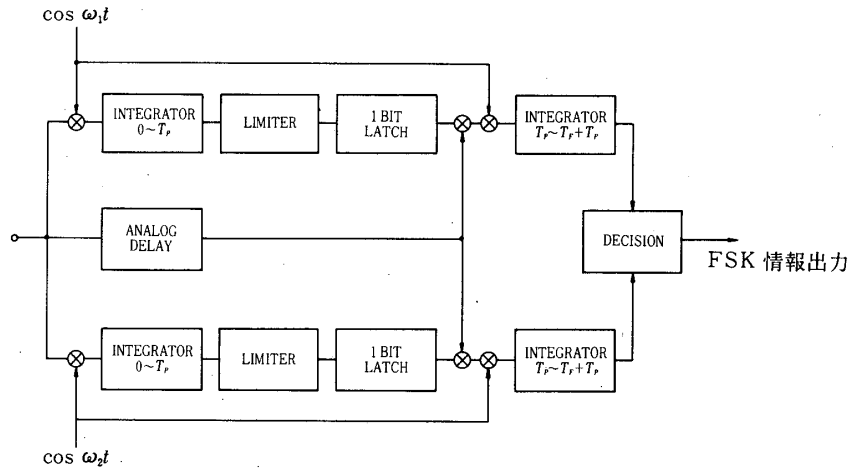 cos ω₁t
INTEGRATOR
0~Tₚ
LIMITER
1 BIT
LATCH
INTEGRATOR
Tₚ~Tₚ+Tₚ
ANALOG
DELAY
DECISION
FSK 情報出力
INTEGRATOR
0~Tₚ
LIMITER
1 BIT
LATCH
INTEGRATOR
Tₚ~Tₚ+Tₚ
cos ω₂t